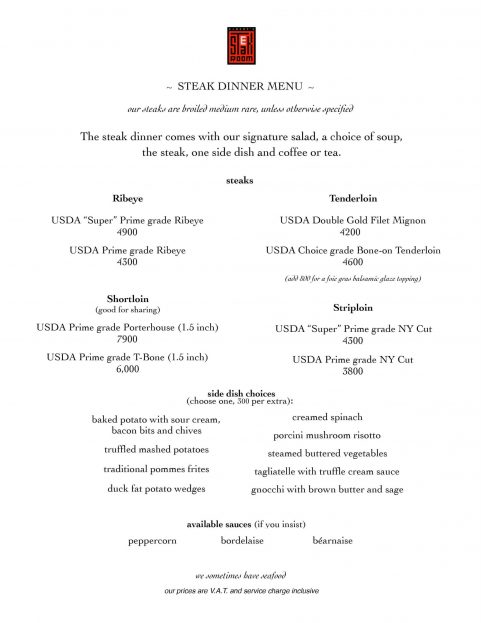 STEAK
ROOM
~ STEAK DINNER MENU ~
our steaks are broiled medium rare, unless otherwise specified
The steak dinner comes with our signature salad, a choice of soup,
the steak, one side dish and coffee or tea.
steaks
Ribeye
USDA “Super” Prime grade Ribeye
4900
USDA Prime grade Ribeye
4300
Tenderloin
USDA Double Gold Filet Mignon
4200
USDA Choice grade Bone-on Tenderloin
4600
(add 800 for a foie gras balsamic glaze topping)
Shortloin
(good for sharing)
USDA Prime grade Porterhouse (1.5 inch)
7900
USDA Prime grade T-Bone (1.5 inch)
6,000
Striploin
USDA “Super” Prime grade NY Cut
4300
USDA Prime grade NY Cut
3800
side dish choices
(choose one, 300 per extra):
baked potato with sour cream,
bacon bits and chives
truffled mashed potatoes
traditional pommes frites
duck fat potato wedges
creamed spinach
porcini mushroom risotto
steamed buttered vegetables
tagliatelle with truffle cream sauce
gnocchi with brown butter and sage
available sauces (if you insist)
peppercorn bordelaise béarnaise
we sometimes have seafood
our prices are V.A.T. and service charge inclusive